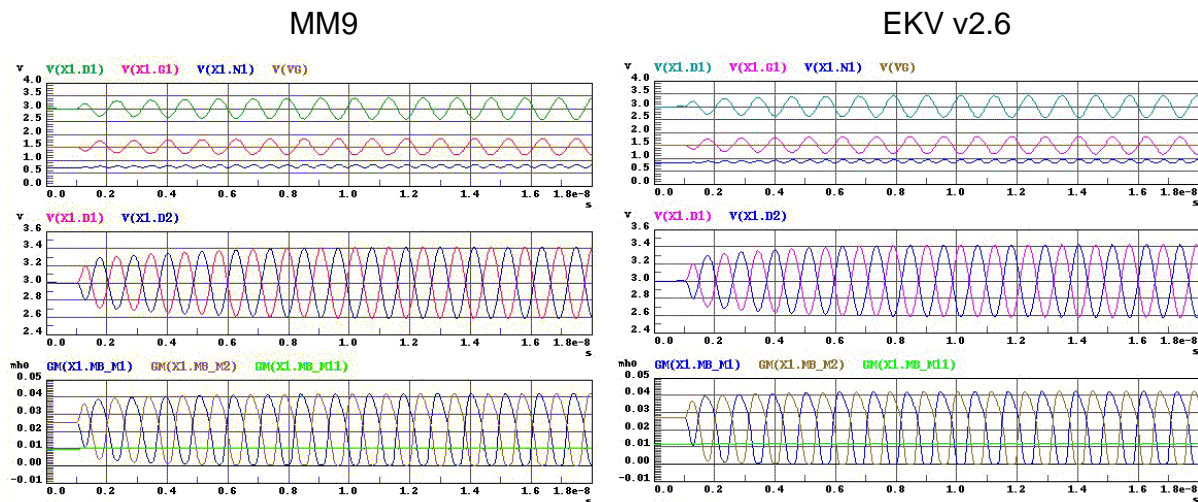 MM9
EKV v2.6
v V(X1.D1) V(X1.G1) V(X1.N1) V(VG)
4.0
3.5
3.0
2.5
2.0
1.5
1.0
0.5
0.0
0.0 0.2 0.4 0.6 0.8 1.0 1.2 1.4 1.6 1.8e-8
s
v V(X1.D1) V(X1.D2)
3.6
3.4
3.2
3.0
2.8
2.6
2.4
0.0 0.2 0.4 0.6 0.8 1.0 1.2 1.4 1.6 1.8e-8
s
mho GM(X1.MB_M1) GM(X1.MB_M2) GM(X1.MB_M11)
0.05
0.04
0.03
0.02
0.01
0.00
-0.01
0.0 0.2 0.4 0.6 0.8 1.0 1.2 1.4 1.6 1.8e-8
v V(X1.D1) V(X1.G1) V(X1.N1) V(VG)
4.0
3.5
3.0
2.5
2.0
1.5
1.0
0.5
0.0
0.0 0.2 0.4 0.6 0.8 1.0 1.2 1.4 1.6 1.8e-8
s
v V(X1.D1) V(X1.D2)
3.6
3.4
3.2
3.0
2.8
2.6
2.4
0.0 0.2 0.4 0.6 0.8 1.0 1.2 1.4 1.6 1.8e-8
s
mho GM(X1.MB_M1) GM(X1.MB_M2) GM(X1.MB_M11)
0.05
0.04
0.03
0.02
0.01
0.00
-0.01
0.0 0.2 0.4 0.6 0.8 1.0 1.2 1.4 1.6 1.8e-8